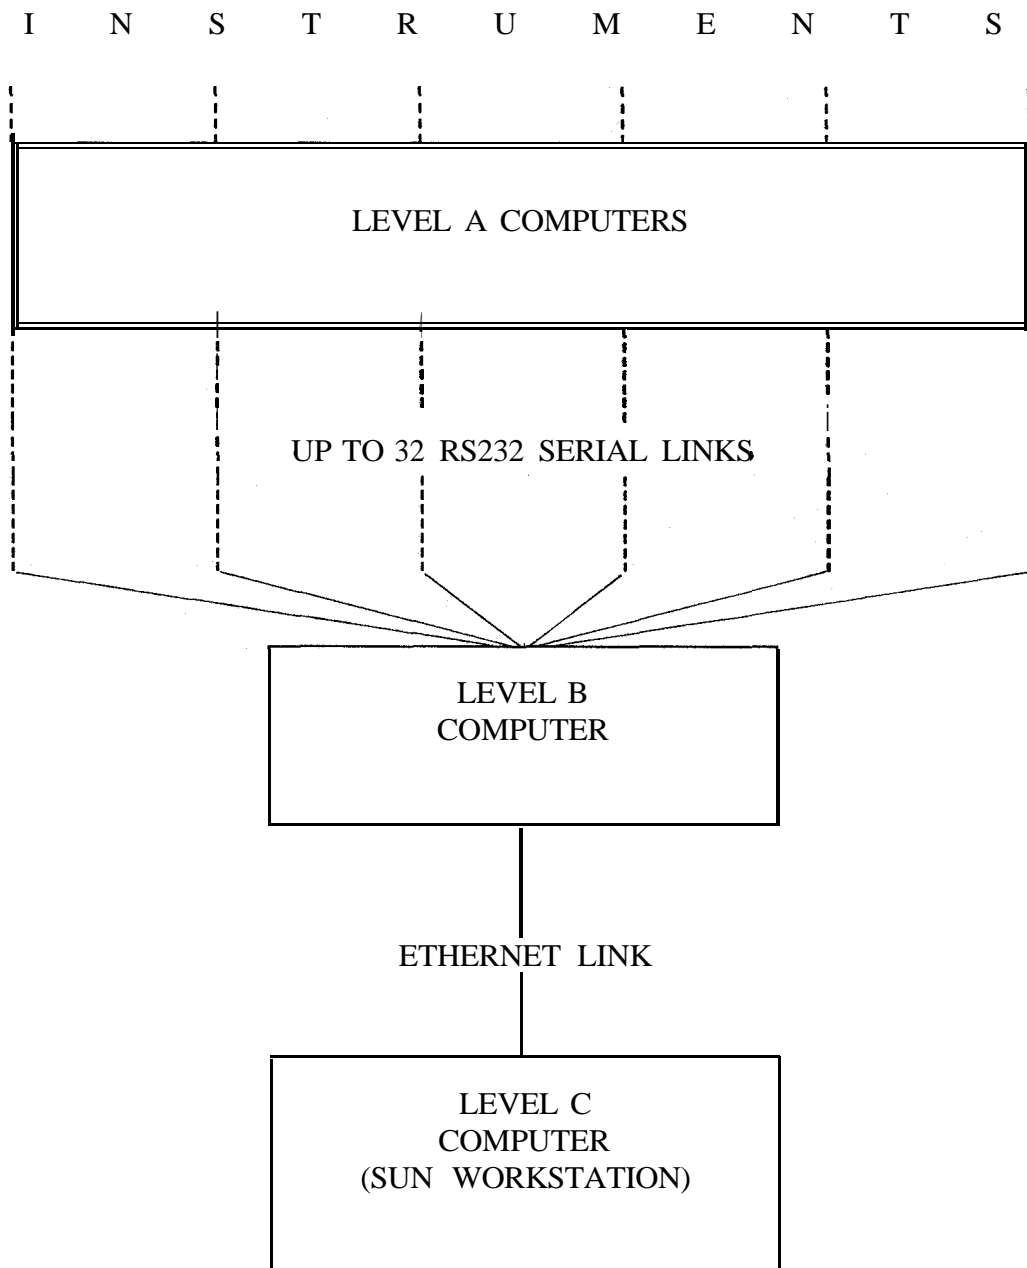 I N S T R U M E N T S
LEVEL A COMPUTERS
UP TO 32 RS232 SERIAL LINKS
LEVEL B
COMPUTER
ETHERNET LINK
LEVEL C
COMPUTER
(SUN WORKSTATION)